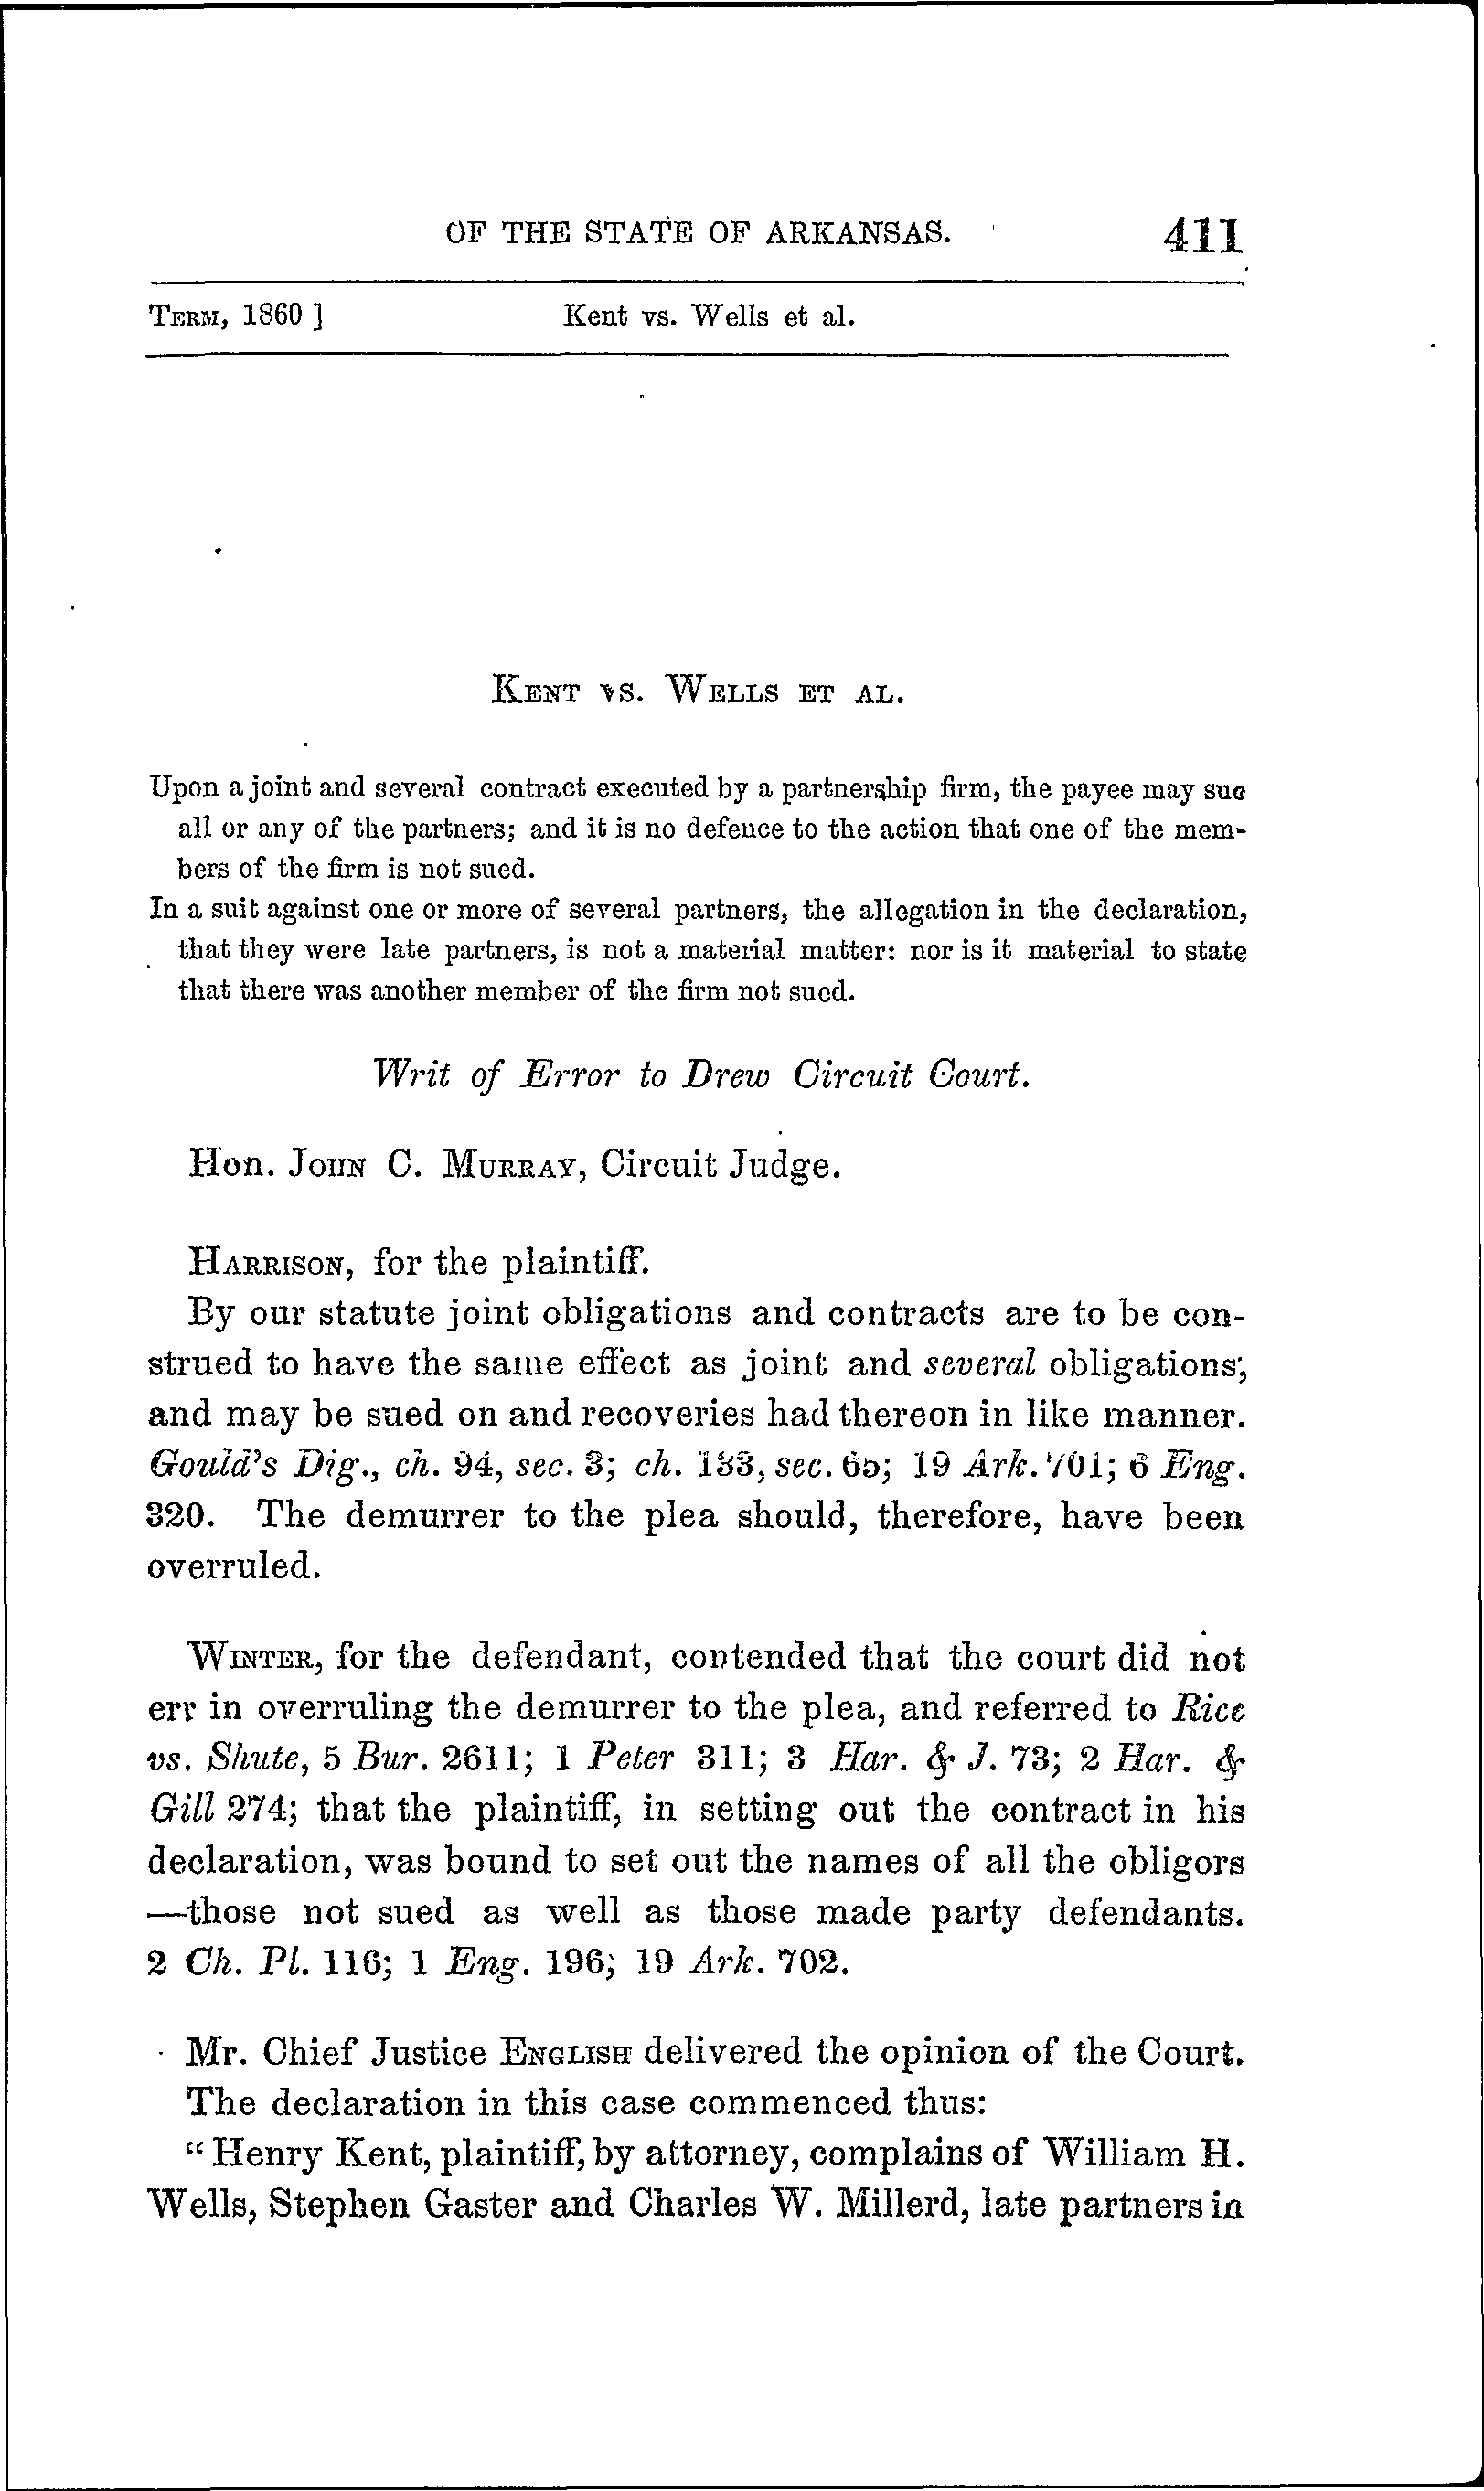 OF THE STATE OF ARKANSAS. 411
TERM, 1860 ] Kent vs. Wells et al.
KENT vs. WELLS ET AL.
Upon a joint and several contract executed by a partnership firm, the payee may sue
all or any of the partners; and it is no defence to the action that one of the mem-
bers of the firm is not sued.
In a suit against one or more of several partners, the allegation in the declaration,
that they were late partners, is not a material matter: nor is it material to state
that there was another member of the firm not sued.
Writ of Error to Drew Circuit Court.
Hon. JOHN C. MURRAY, Circuit Judge.
HARRISON, for the plaintiff.
By our statute joint obligations and contracts are to be con-
strued to have the same effect as joint and several obligations;
and may be sued on and recoveries had thereon in like manner.
Gould's Dig., ch. 94, sec. 3; ch. 133, sec. 65; 19 Ark. 701; 6 Eng.
320. The demurrer to the plea should, therefore, have been
overruled.
WINTER, for the defendant, contended that the court did not
err in overruling the demurrer to the plea, and referred to Rice
vs. Shute, 5 Bur. 2611; 1 Peter 311; 3 Har. & J. 73; 2 Har. &
Gill 274; that the plaintiff, in setting out the contract in his
declaration, was bound to set out the names of all the obligors
—those not sued as well as those made party defendants.
2 Ch. Pl. 116; 1 Eng. 196; 19 Ark. 702.
Mr. Chief Justice ENGLISH delivered the opinion of the Court.
The declaration in this case commenced thus:
"Henry Kent, plaintiff, by attorney, complains of William H.
Wells, Stephen Gaster and Charles W. Millerd, late partners in